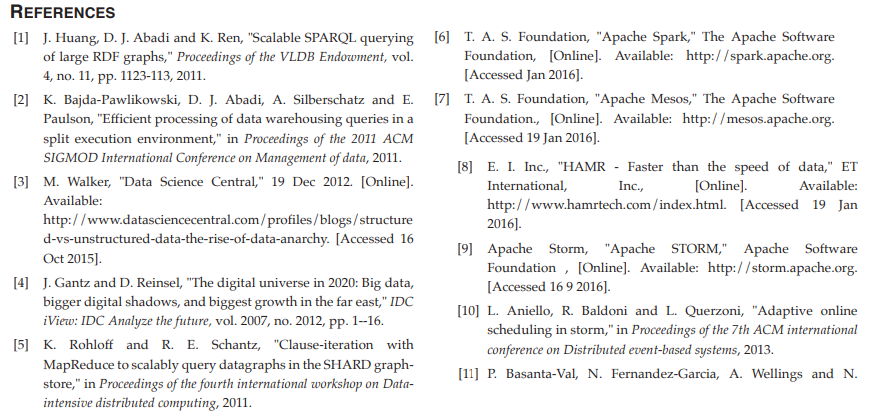 REFERENCES
[1] J. Huang, D. J. Abadi and K. Ren, "Scalable SPARQL querying
of large RDF graphs," Proceedings of the VLDB Endowment, vol.
4, no. 11, pp. 1123-113, 2011.
[2] K. Bajda-Pawlikowski, D. J. Abadi, A. Silberschatz and E.
Paulson, "Efficient processing of data warehousing queries in a
split execution environment," in Proceedings of the 2011 ACM
SIGMOD International Conference on Management of data, 2011.
[3] M. Walker, "Data Science Central," 19 Dec 2012. [Online].
Available:
http://www.datasciencecentral.com/profiles/blogs/structure
d-vs-unstructured-data-the-rise-of-data-anarchy. [Accessed 16
Oct 2015].
[4] J. Gantz and D. Reinsel, "The digital universe in 2020: Big data,
bigger digital shadows, and biggest growth in the far east," IDC
iView: IDC Analyze the future, vol. 2007, no. 2012, pp. 1--16.
[5] K. Rohloff and R. E. Schantz, "Clause-iteration with
MapReduce to scalably query datagraphs in the SHARD graph-
store," in Proceedings of the fourth international workshop on Data-
intensive distributed computing, 2011.
[6] T. A. S. Foundation, "Apache Spark," The Apache Software
Foundation, [Online]. Available: http://spark.apache.org.
[Accessed Jan 2016].
[7] T. A. S. Foundation, "Apache Mesos," The Apache Software
Foundation., [Online]. Available: http://mesos.apache.org.
[Accessed 19 Jan 2016].
[8] E. I. Inc., "HAMR - Faster than the speed of data," ET
International, Inc., [Online]. Available:
http://www.hamrtech.com/index.html. [Accessed 19 Jan
2016].
[9] Apache Storm, "Apache STORM," Apache Software
Foundation , [Online]. Available: http://storm.apache.org.
[Accessed 16 9 2016].
[10] L. Aniello, R. Baldoni and L. Querzoni, "Adaptive online
scheduling in storm," in Proceedings of the 7th ACM international
conference on Distributed event-based systems, 2013.
[11] P. Basanta-Val, N. Fernandez-Garcia, A. Wellings and N.